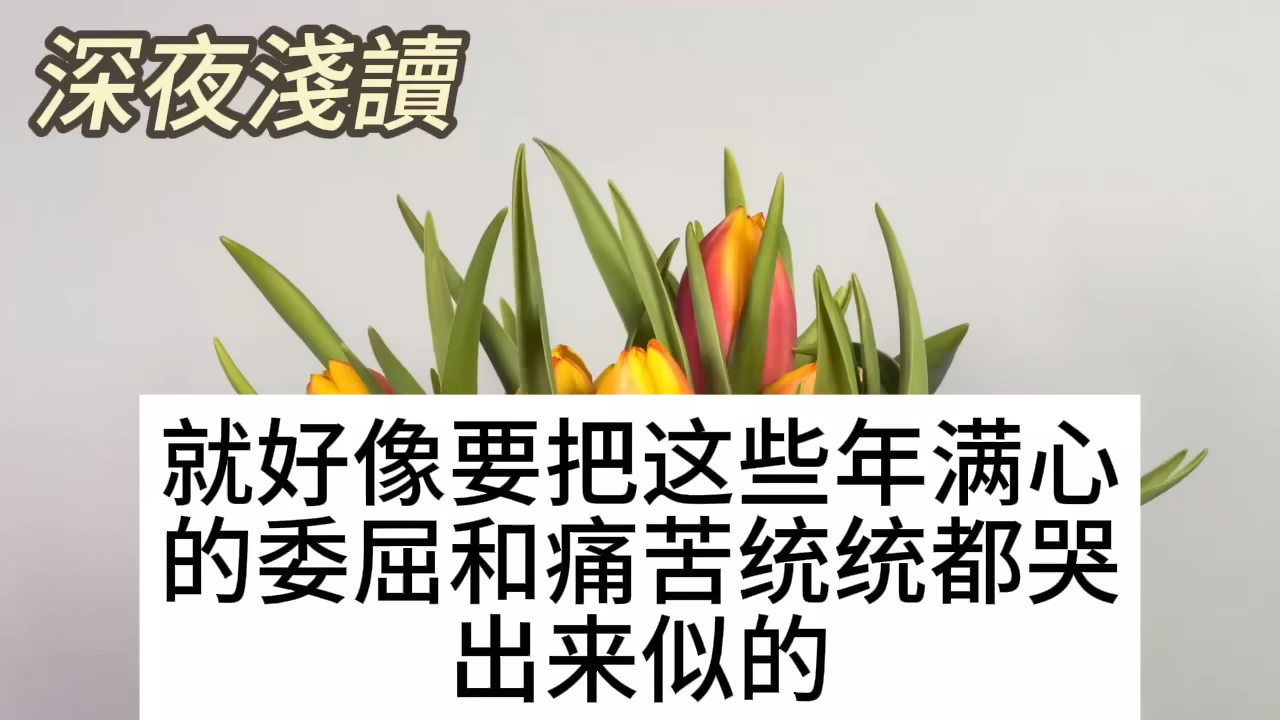 深夜淺讀
就好像要把这些年满心
的委屈和痛苦统统都哭
出来似的